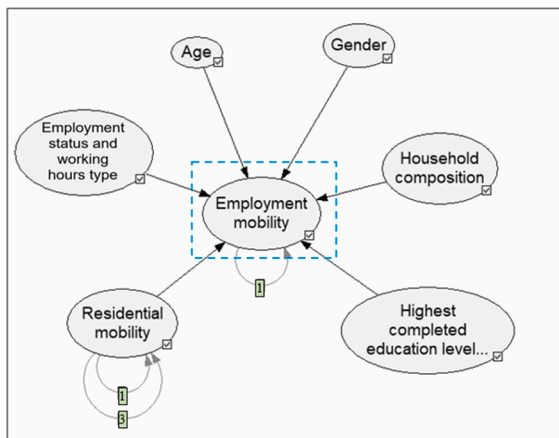 Age
Gender
Employment
status and
working
hours type
Household
composition
Employment
mobility
1
Residential
mobility
1
3
Highest
completed
education level...